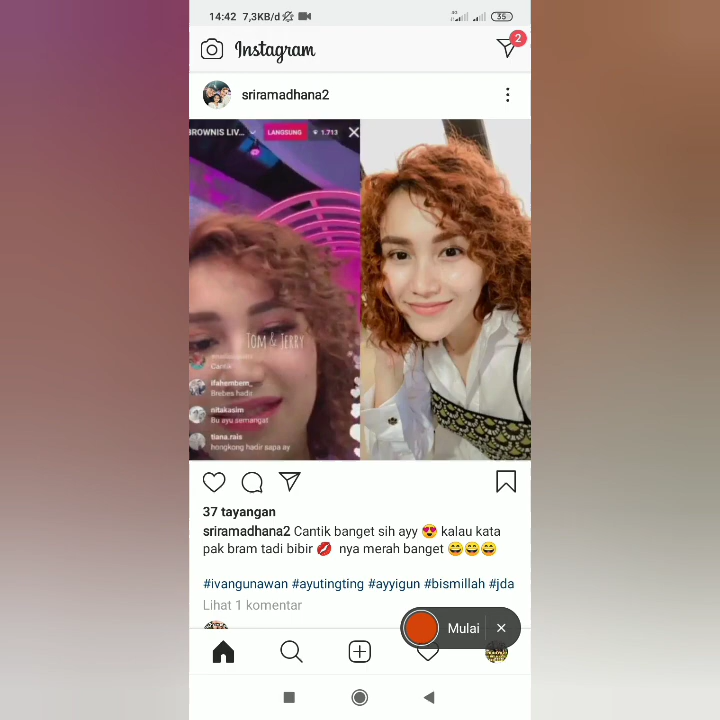 14:42 7,3KB/d
4G
35
Instagram
2
sriramadhana2
BROWNIS LIV...
LANGSUNG
1.713
TOM & JERRY
Cantik
ifahembem_
Brebes hadir
nitakasim
Bu ayu semangat
tiana.rais
hongkong hadir sapa ay
37 tayangan
sriramadhana2 Cantik banget sih ayy 😍 kalau kata
pak bram tadi bibir 💋 nya merah banget 😄😄😄
#ivangunawan #ayutingting #ayyigun #bismillah #jda
Lihat 1 komentar
Mulai